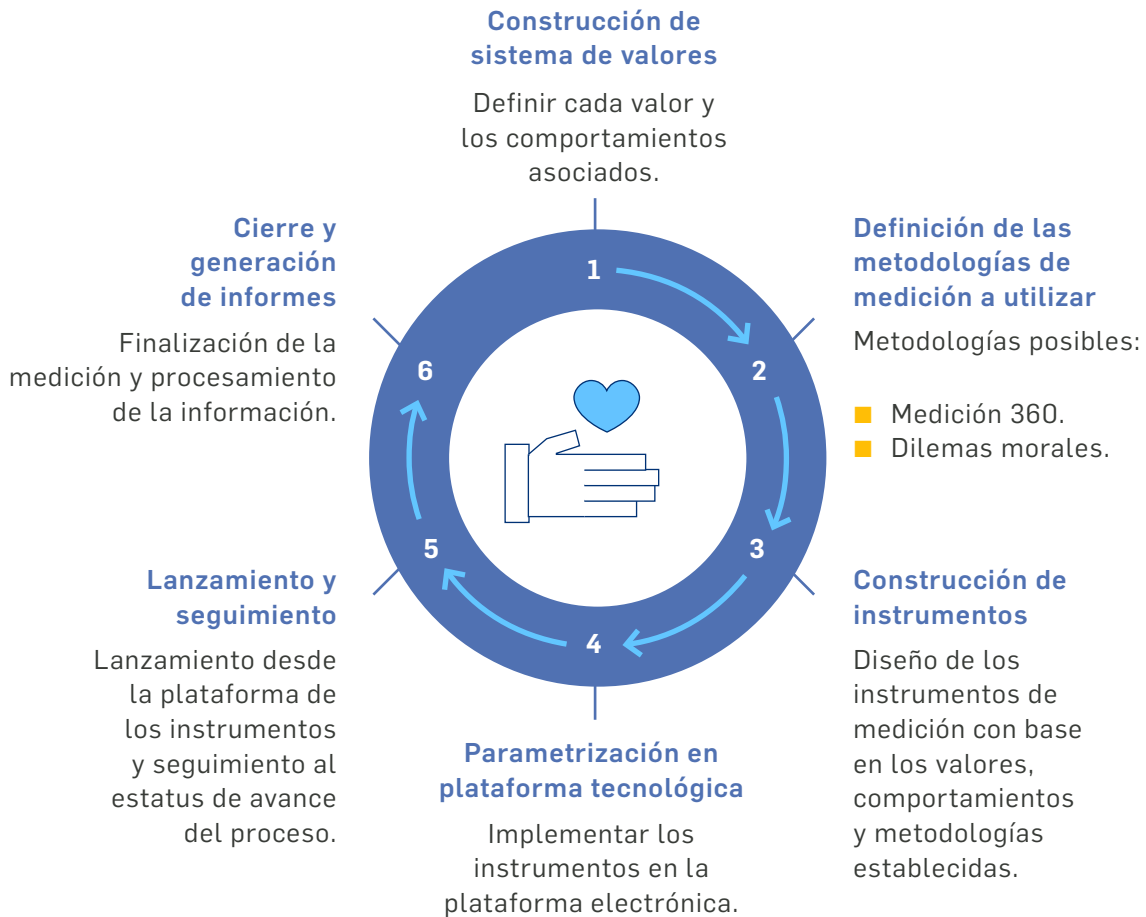 Construcción de
sistema de valores
Definir cada valor y
los comportamientos
asociados.
1
Definición de las
metodologías de
medición a utilizar
Metodologías posibles:
Medición 360.
Dilemas morales.
2
3
Construcción de
instrumentos
Diseño de los
instrumentos de
medición con base
en los valores,
comportamientos
y metodologías
establecidas.
4
Parametrización en
plataforma tecnológica
Implementar los
instrumentos en la
plataforma electrónica.
5
Lanzamiento y
seguimiento
Lanzamiento desde
la plataforma de
los instrumentos
y seguimiento al
estatus de avance
del proceso.
6
Cierre y
generación
de informes
Finalización de la
medición y procesamiento
de la información.